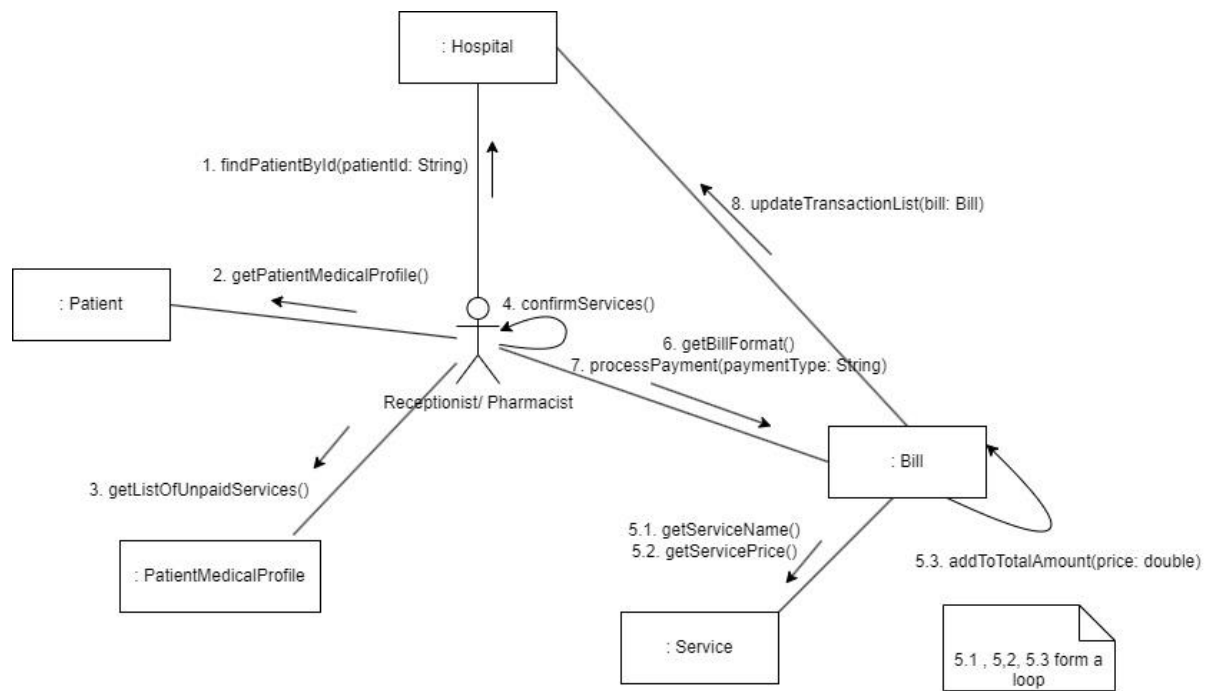 : Hospital
1. findPatientById(patientId: String)
8. updateTransactionList(bill: Bill)
2. getPatientMedicalProfile()
: Patient
4. confirmServices()
6. getBillFormat()
7. processPayment(paymentType: String)
Receptionist/ Pharmacist
: Bill
3. getListOfUnpaidServices()
5.1. getServiceName()
5.2. getServicePrice()
5.3. addToTotalAmount(price: double)
: PatientMedicalProfile
: Service
5.1 , 5,2, 5.3 form a
loop